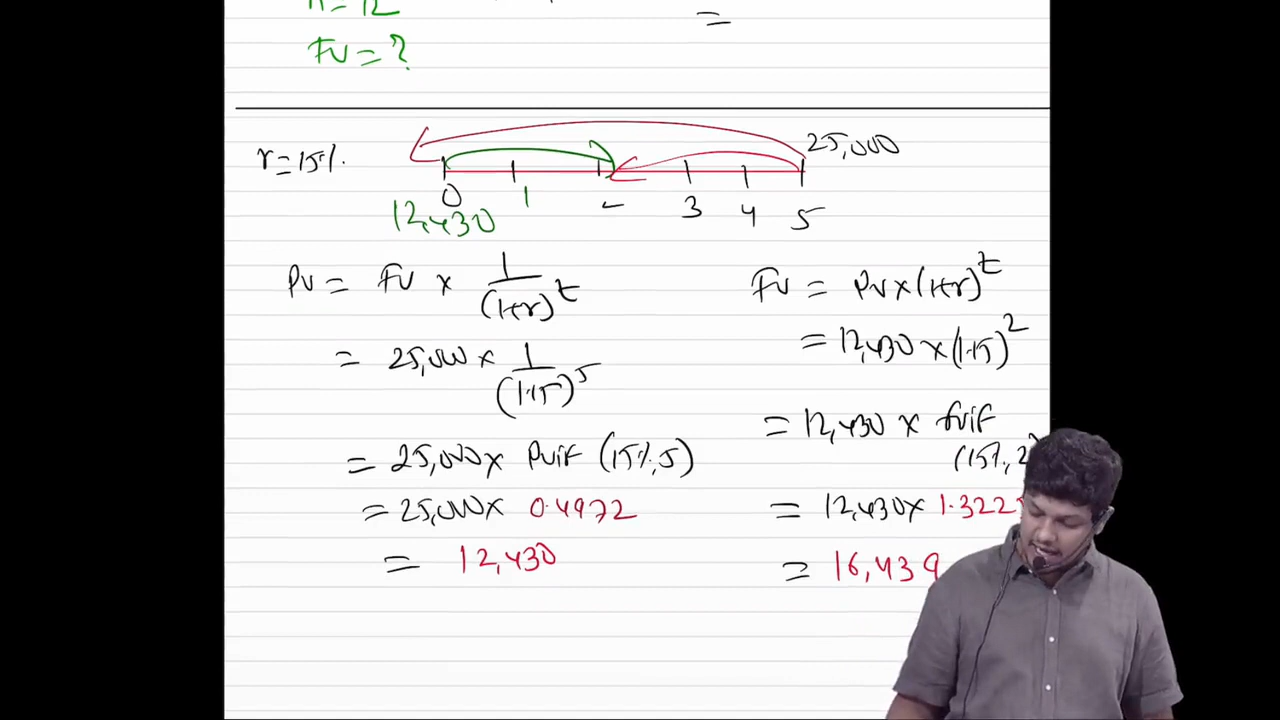 n=12
=
FV = ?
r=15%.
25,000
0 1 2 3 4 5
12,430
PV = FV × 1/(1+r)^t
= 25,000 × 1/(1.15)^5
= 25,000 × Pvif (15%,5)
= 25,000 × 0.4972
= 12,430
FV = PV × (1+r)^t
= 12,430 × (1.15)^2
= 12,430 × fvif
(15%, 2
= 12,430 × 1.322
= 16,439